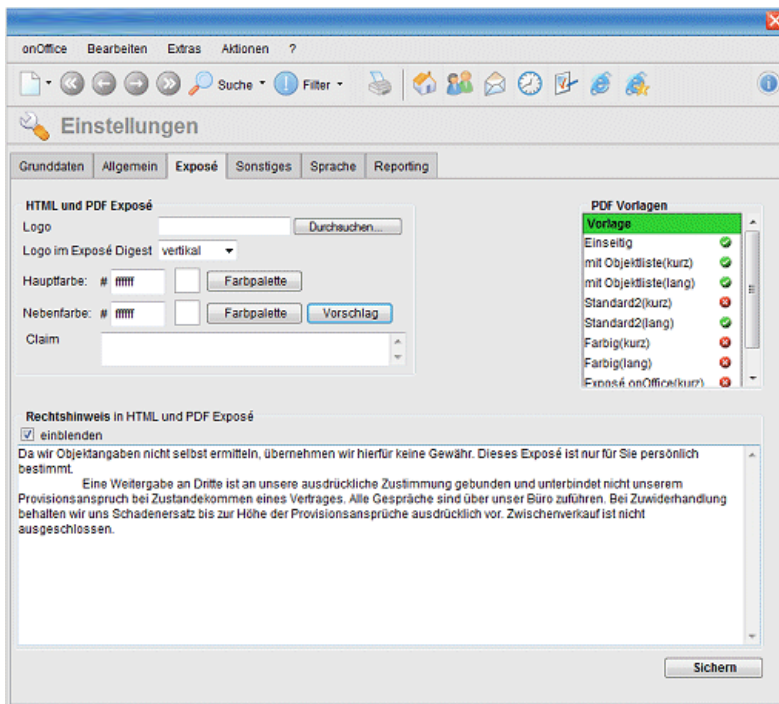 onOffice Bearbeiten Extras Aktionen ?
Suche Filter
Einstellungen
Grunddaten Allgemein Exposé Sonstiges Sprache Reporting
HTML und PDF Exposé
Logo Durchsuchen...
Logo im Exposé Digest vertikal
Hauptfarbe: # ffffff Farbpalette
Nebenfarbe: # ffffff Farbpalette Vorschlag
Claim
PDF Vorlagen
Vorlage
Einseitig
mit Objektliste(kurz)
mit Objektliste(lang)
Standard2(kurz)
Standard2(lang)
Farbig(kurz)
Farbig(lang)
Exposé onOffice(kurz)
Rechtshinweis in HTML und PDF Exposé
einblenden
Da wir Objektangaben nicht selbst ermitteln, übernehmen wir hierfür keine Gewähr. Dieses Exposé ist nur für Sie persönlich
bestimmt.
Eine Weitergabe an Dritte ist an unsere ausdrückliche Zustimmung gebunden und unterbindet nicht unserem
Provisionsanspruch bei Zustandekommen eines Vertrages. Alle Gespräche sind über unser Büro zuführen. Bei Zuwiderhandlung
behalten wir uns Schadenersatz bis zur Höhe der Provisionsansprüche ausdrücklich vor. Zwischenverkauf ist nicht
ausgeschlossen.
Sichern